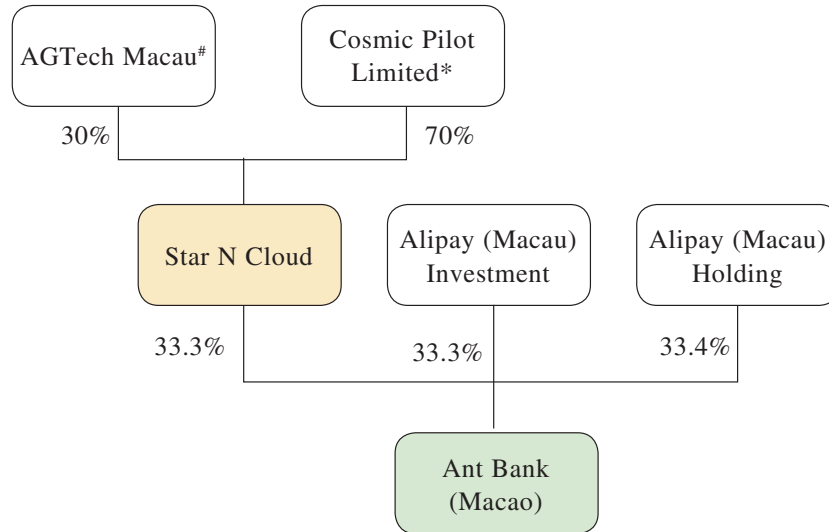 AGTech Macau#
Cosmic Pilot
Limited*
30%
70%
Star N Cloud
Alipay (Macau)
Investment
Alipay (Macau)
Holding
33.3%
33.3%
33.4%
Ant Bank
(Macao)